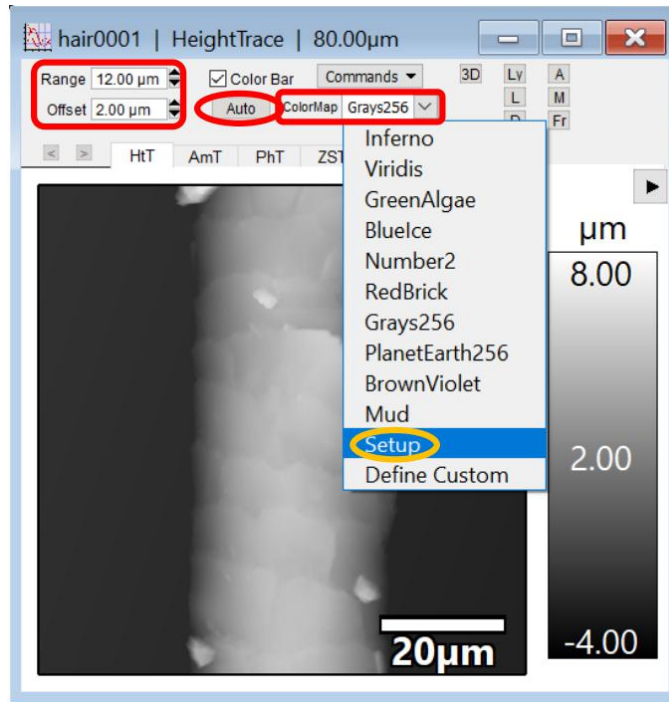 hair0001 | HeightTrace | 80.00µm
Range 12.00 µm Color Bar Commands 3D Ly A
Offset 2.00 µm Auto ColorMap Grays256 L M
Fr
< > HtT AmT PhT
Inferno
Viridis
GreenAlgae
BlueIce
Number2
RedBrick
Grays256
PlanetEarth256
BrownViolet
Mud
Setup
Define Custom
µm
8.00
2.00
-4.00
20µm